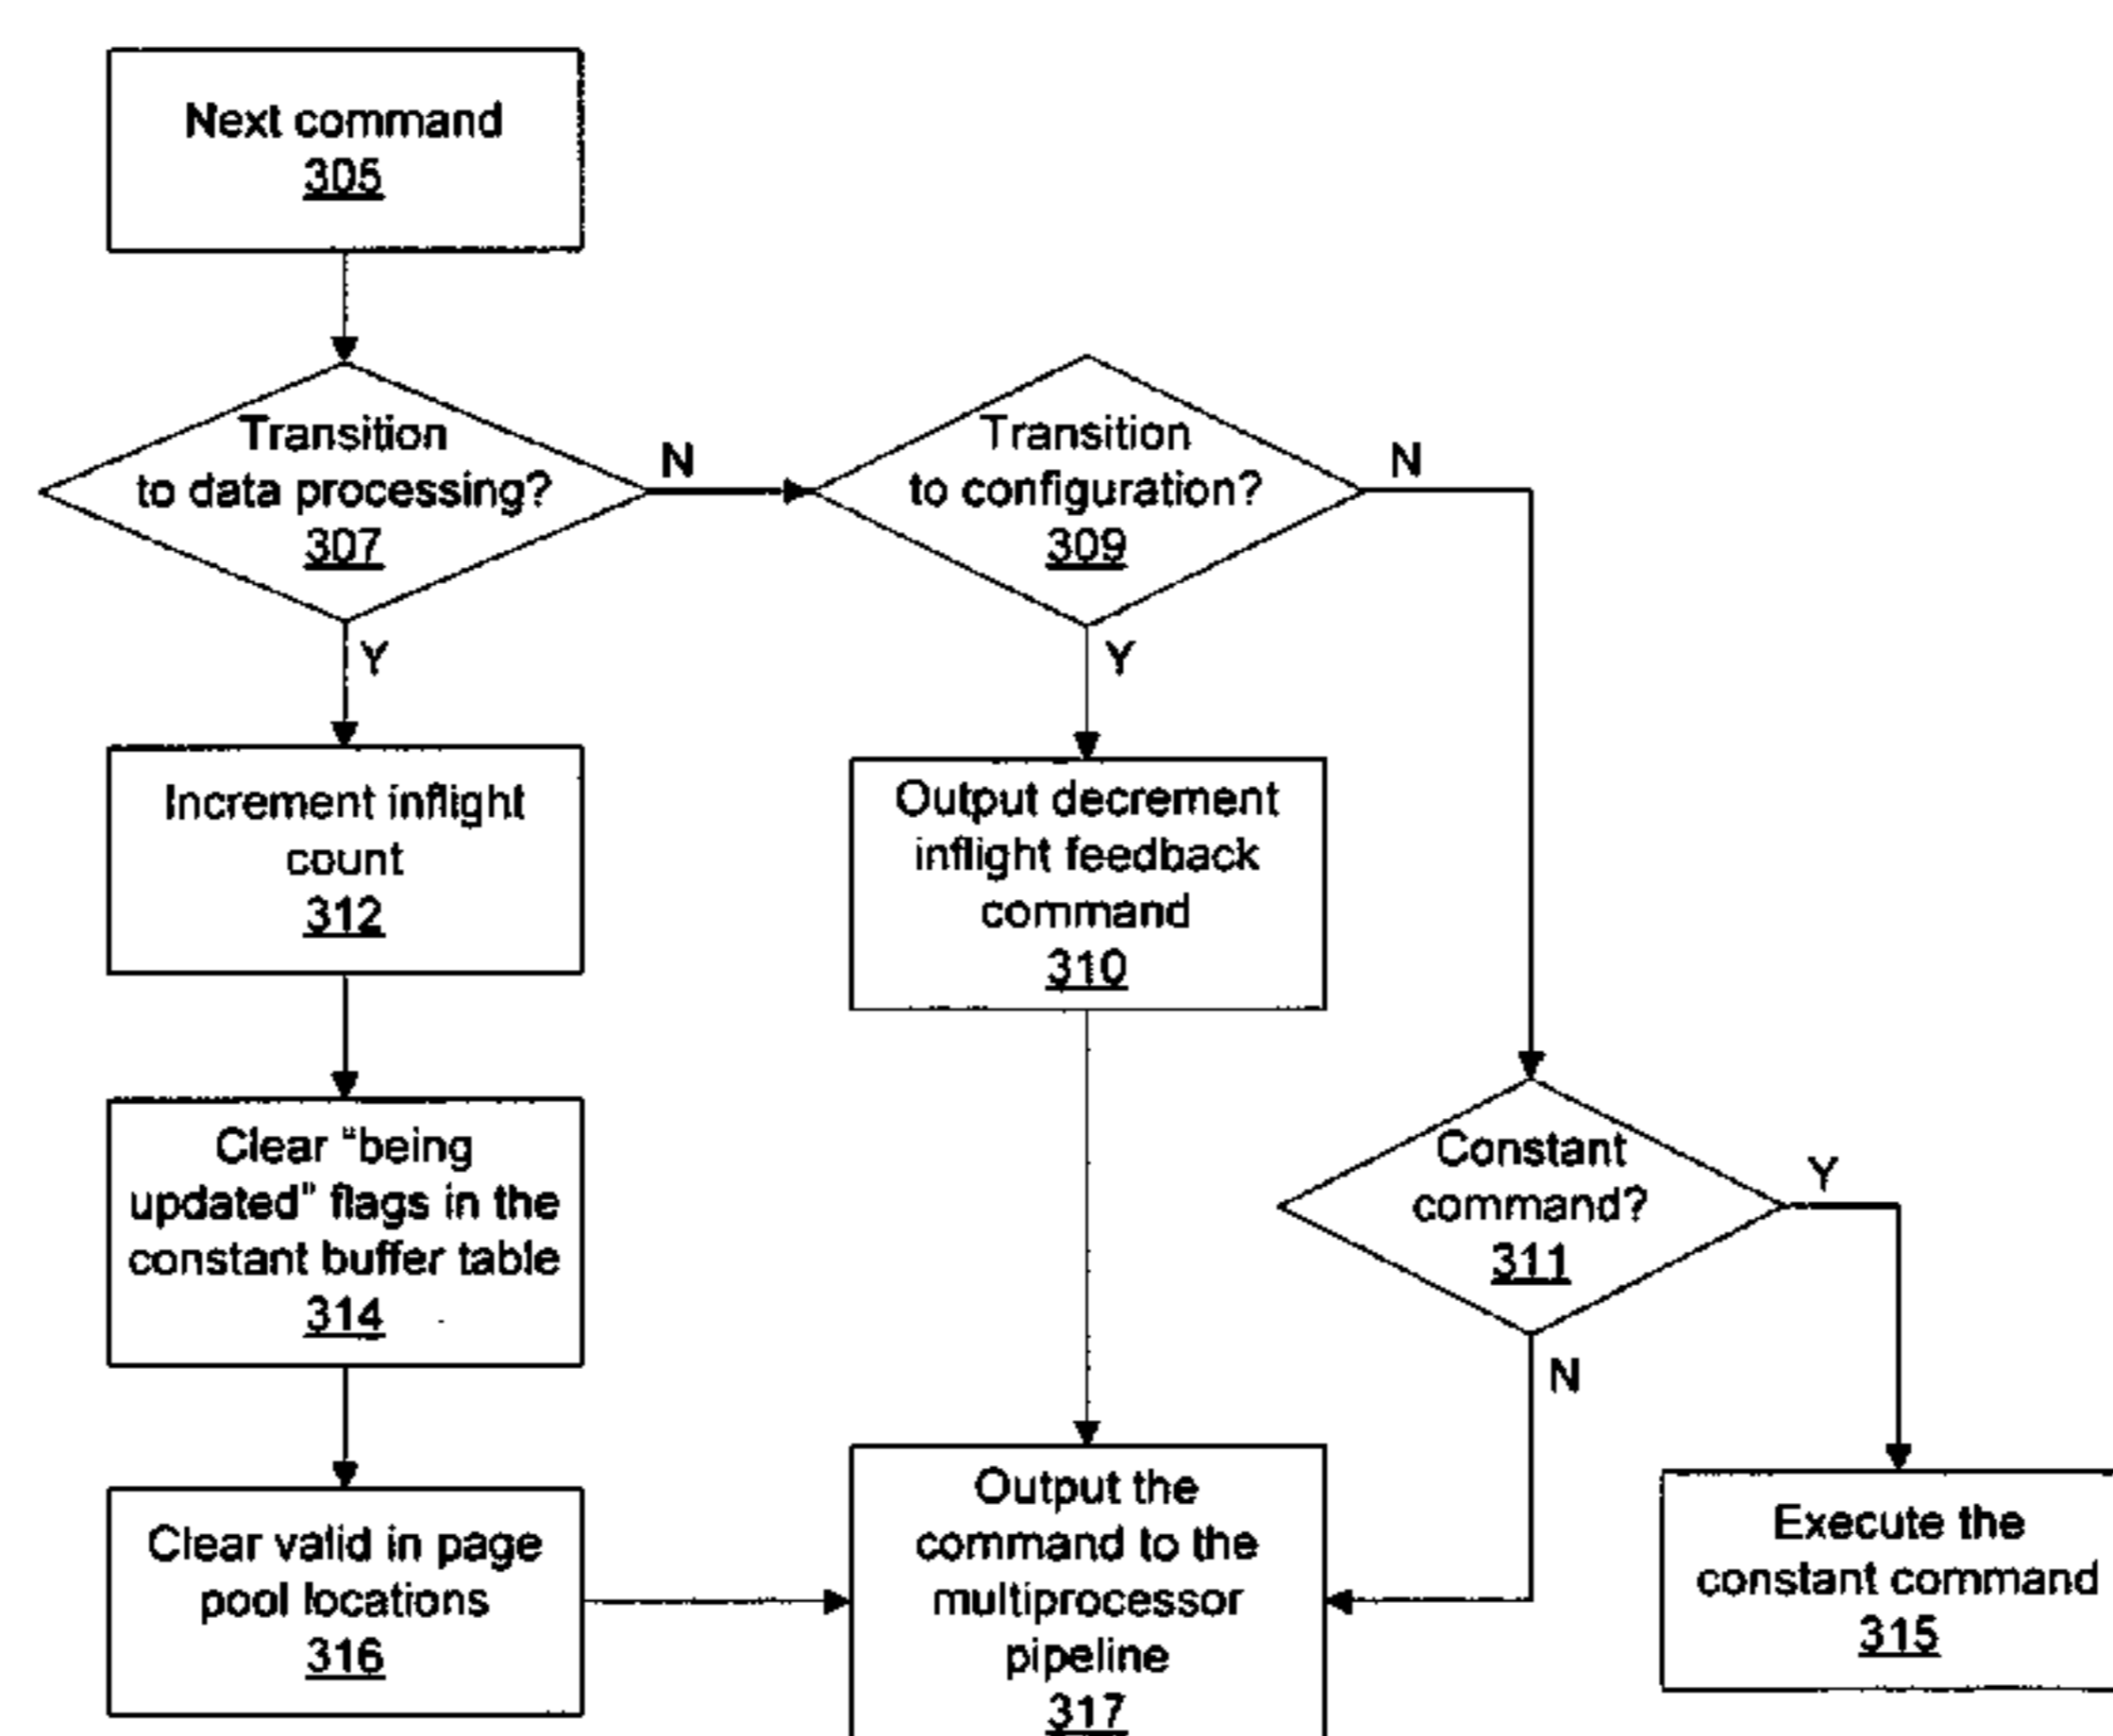 Next command
305
Transition
to data processing?
307
N
Transition
to configuration?
309
N
Y
Y
Increment inflight
count
312
Output decrement
inflight feedback
command
310
Clear "being
updated" flags in the
constant buffer table
314
Constant
command?
311
Y
N
Clear valid in page
pool locations
316
Output the
command to the
multiprocessor
pipeline
317
Execute the
constant command
315